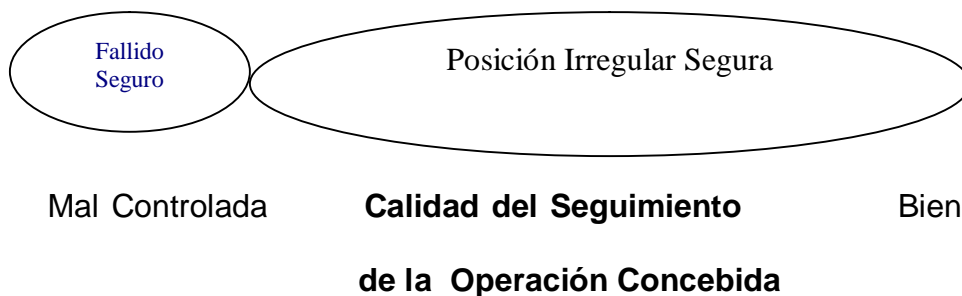 Fallido
Seguro
Posición Irregular Segura
Mal Controlada Calidad del Seguimiento Bien
de la Operación Concebida